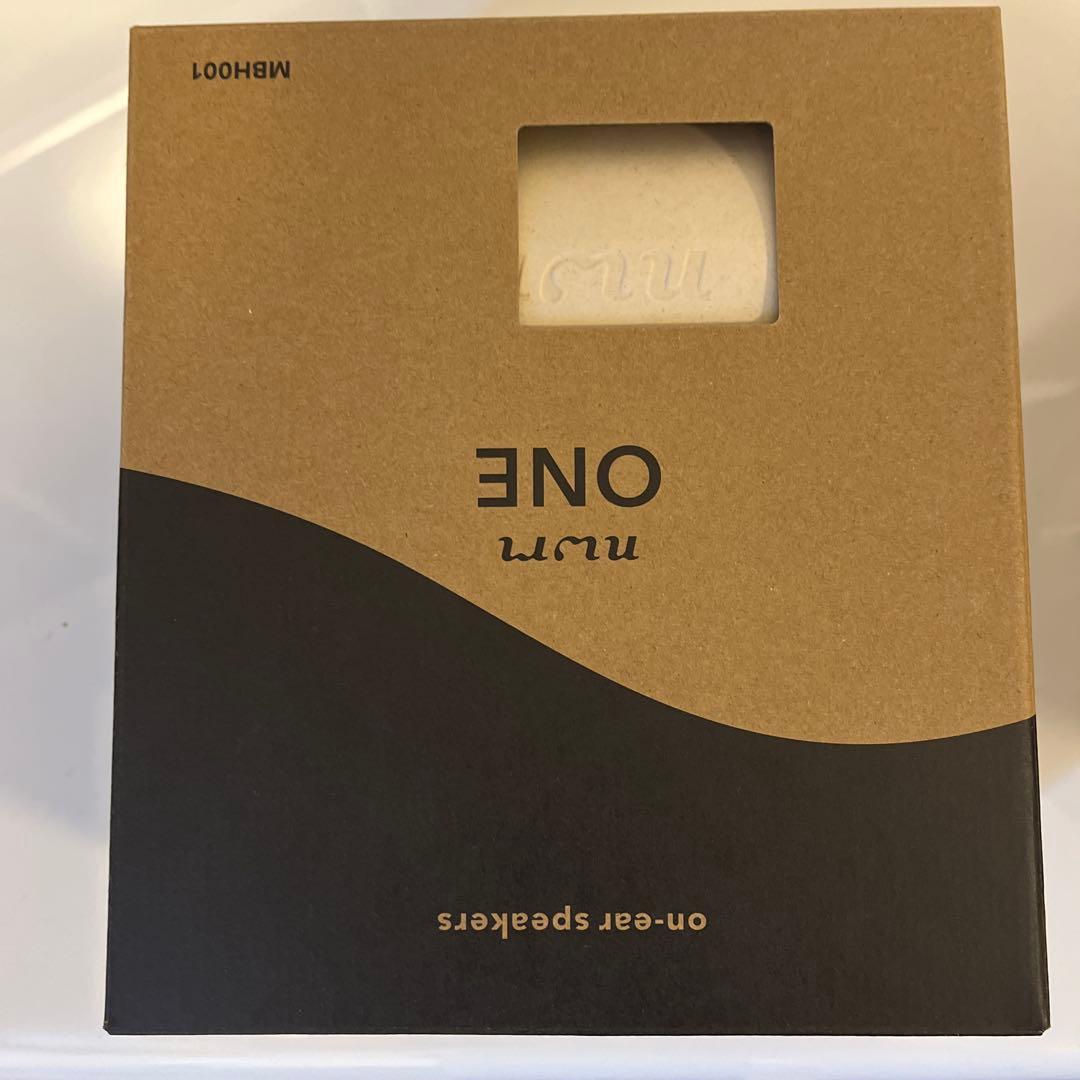 on-ear speakers
nwm
ONE
MBH001